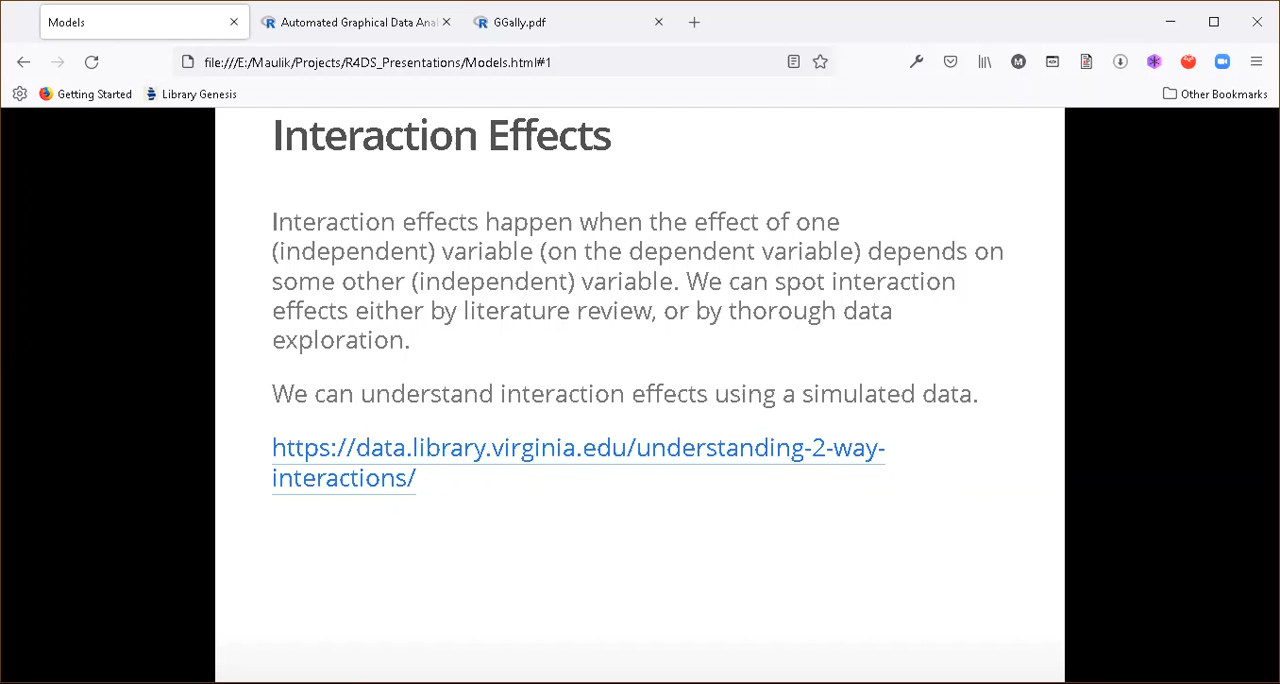 Models
Automated Graphical Data Anal
GGally.pdf
file:///E:/Maulik/Projects/R4DS_Presentations/Models.html#1
Getting Started
Library Genesis
Other Bookmarks
Interaction Effects
Interaction effects happen when the effect of one
(independent) variable (on the dependent variable) depends on
some other (independent) variable. We can spot interaction
effects either by literature review, or by thorough data
exploration.
We can understand interaction effects using a simulated data.
https://data.library.virginia.edu/understanding-2-way-
interactions/